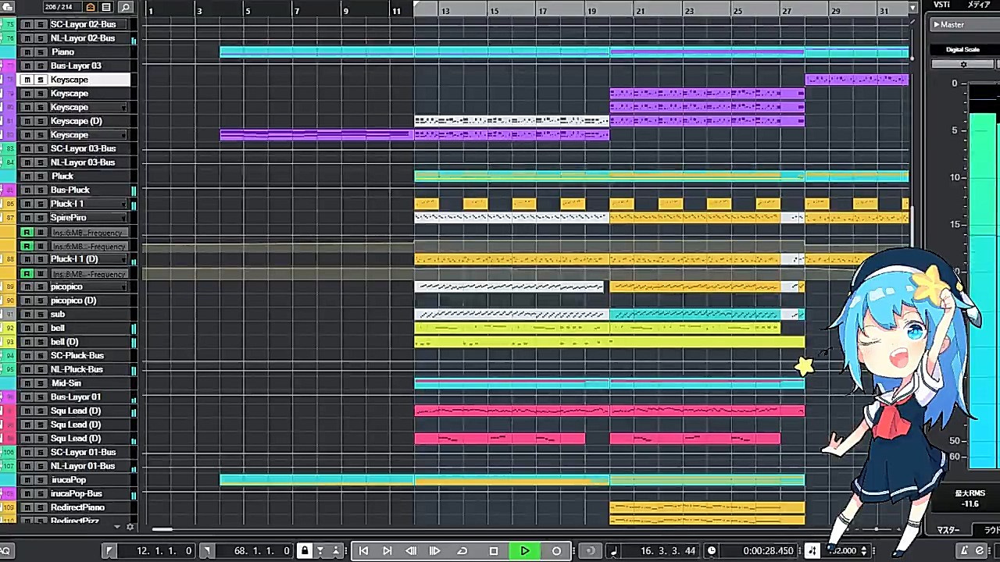 206 / 214
1 3 5 7 9 11 13 15 17 19 21 23 25 27 29 31
VSTi メディア
75 SC-Layor 02-Bus
76 NL-Layor 02-Bus
Master
Piano
Digital Scale
Bus-Layor 03
Keyscape
0
Keyscape
Keyscape
Keyscape (D)
5
Keyscape
83 SC-Layor 03-Bus
84 NL-Layor 03-Bus
Pluck
10
Bus-Pluck
86 Pluck-I 1
87 SpirePiro
15
R Ins.:6:MB...-Frequency
R Ins.:6:MB...-Frequency
88 Pluck-I 1 (D)
R Ins.:8:MB...-Frequency
89 picopico
90 picopico (D)
91 sub
92 bell
93 bell (D)
94 SC-Pluck-Bus
95 NL-Pluck-Bus
Mid-Sin
Bus-Layor 01
Squ Lead (D)
Squ Lead (D)
Squ Lead (D)
50
106 SC-Layor 01-Bus
60
107 NL-Layor 01-Bus
irucaPop
irucaPop-Bus
最大RMS
-11.6
109 RedirectPiano
RedirectPizz
マスター ラウド
AQ
12. 1. 1. 0
68. 1. 1. 0
16. 3. 3. 44
0:00:28.450